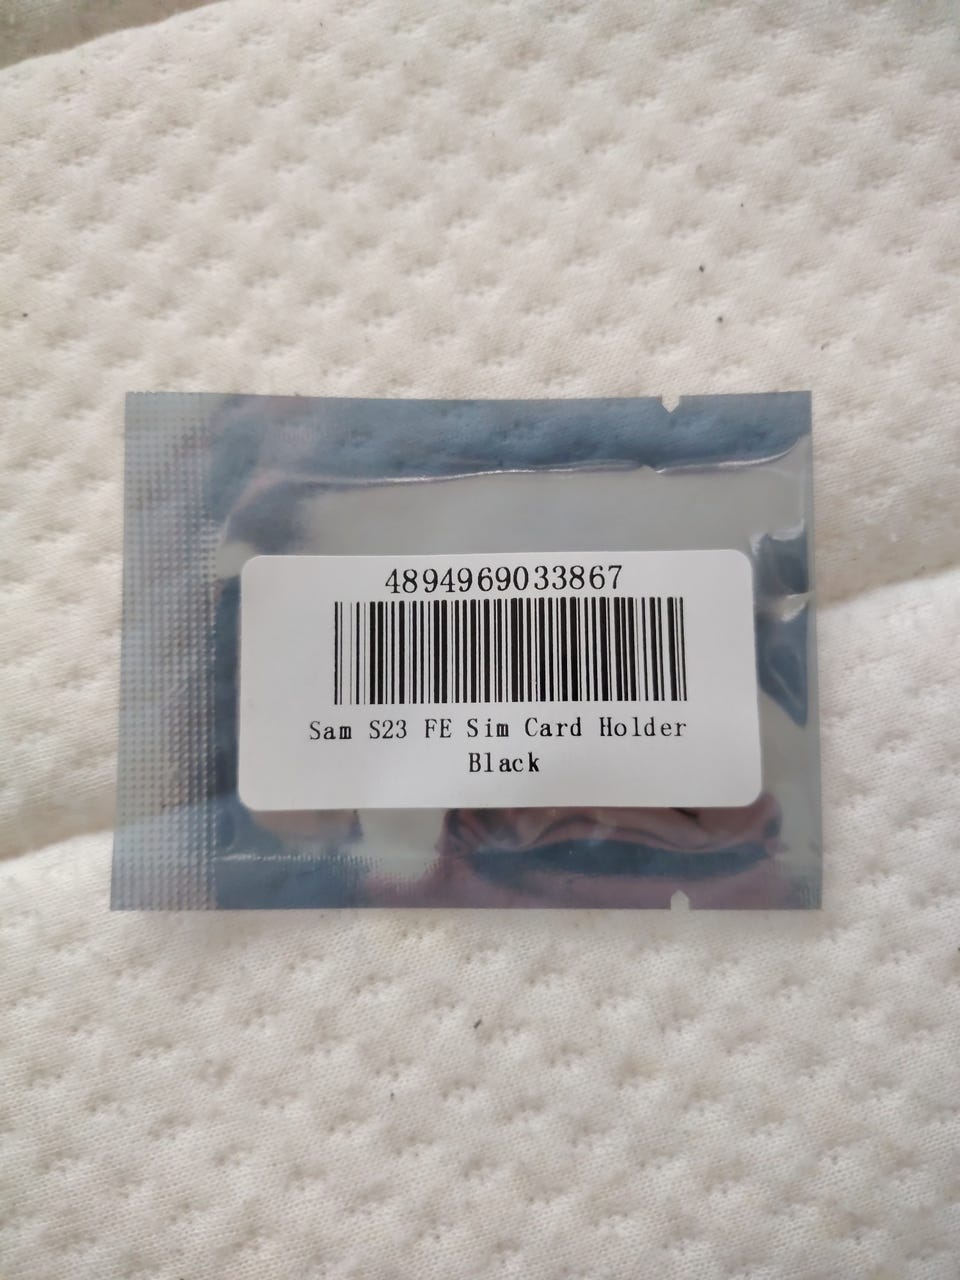 4894969033867
Sam S23 FE Sim Card Holder
Black